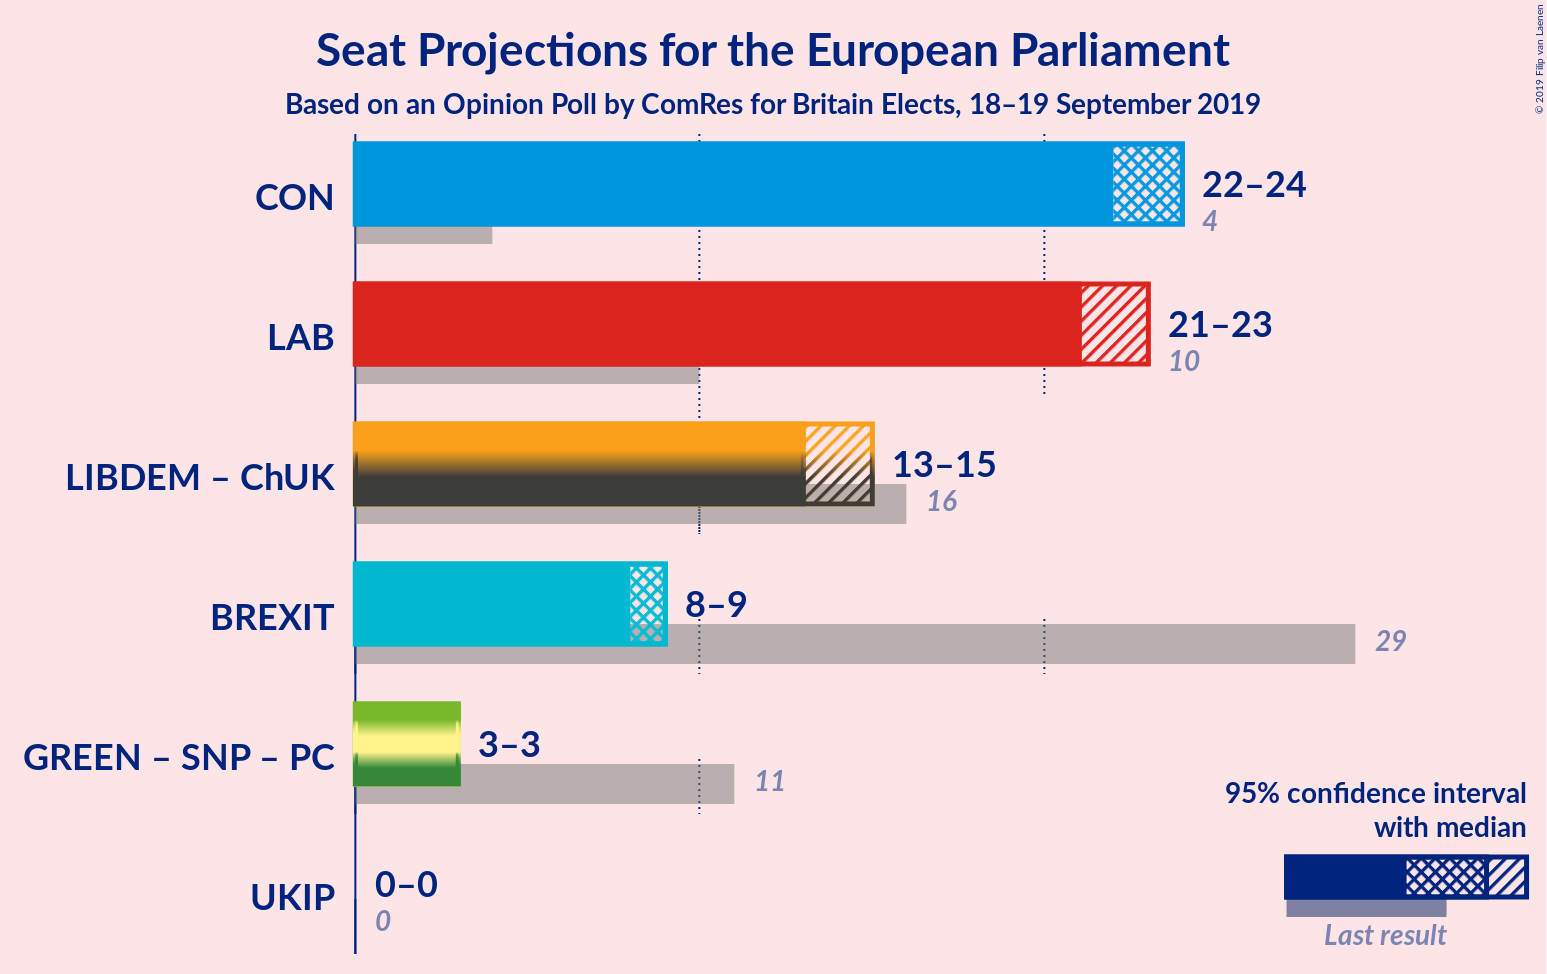 Seat Projections for the European Parliament
Based on an Opinion Poll by ComRes for Britain Elects, 18–19 September 2019
© 2019 Filip van Laenen
CON
22–24
4
LAB
21–23
10
LIBDEM – ChUK
13–15
16
BREXIT
8–9
29
GREEN – SNP – PC
3–3
11
UKIP
0–0
0
95% confidence interval
with median
Last result